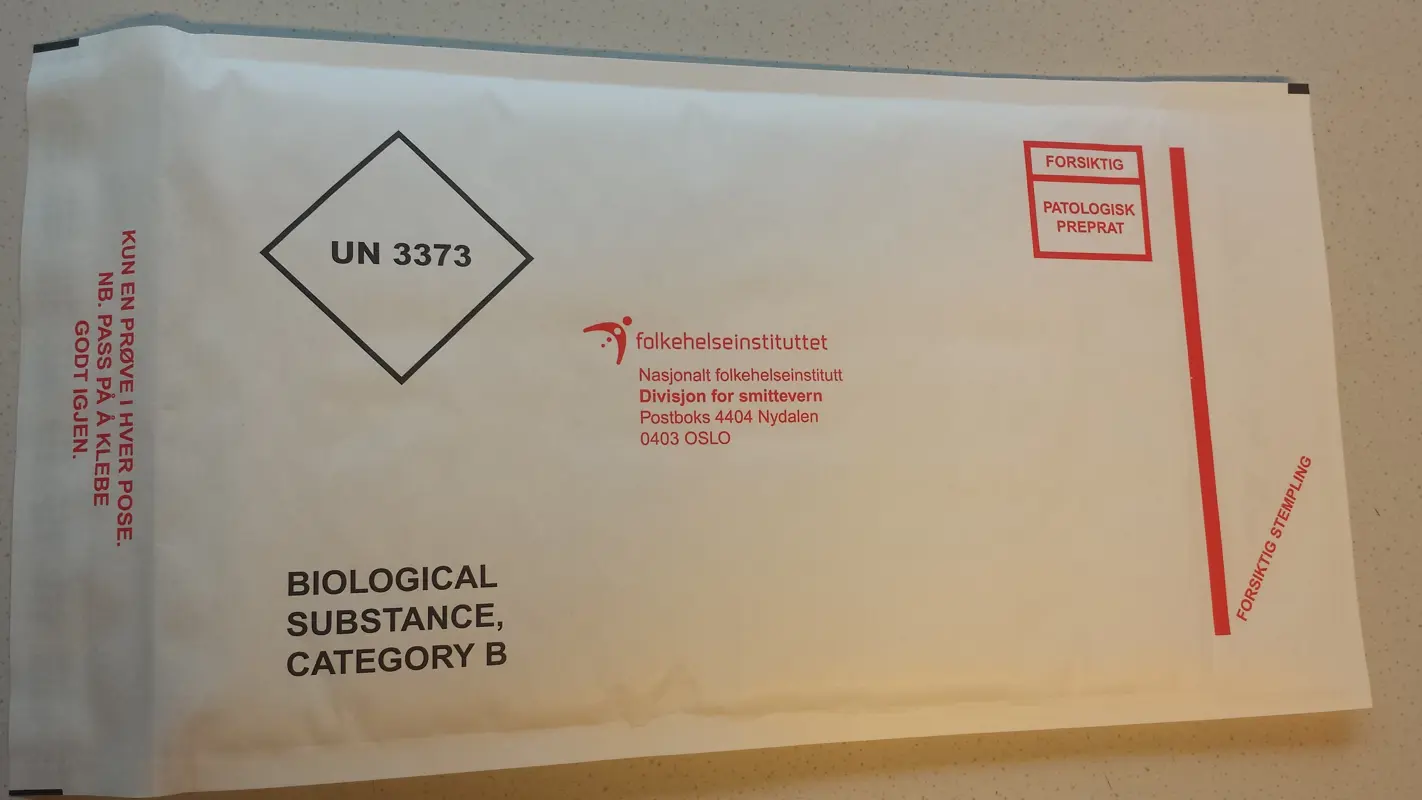 KUN EN PRØVE I HVER POSE.
NB. PASS PÅ Å KLEBE
GODT IGJEN.
UN 3373
BIOLOGICAL
SUBSTANCE,
CATEGORY B
folkehelseinstituttet
Nasjonalt folkehelseinstitutt
Divisjon for smittevern
Postboks 4404 Nydalen
0403 OSLO
FORSIKTIG
PATOLOGISK
PREPRAT
FORSIKTIG STEMPLING